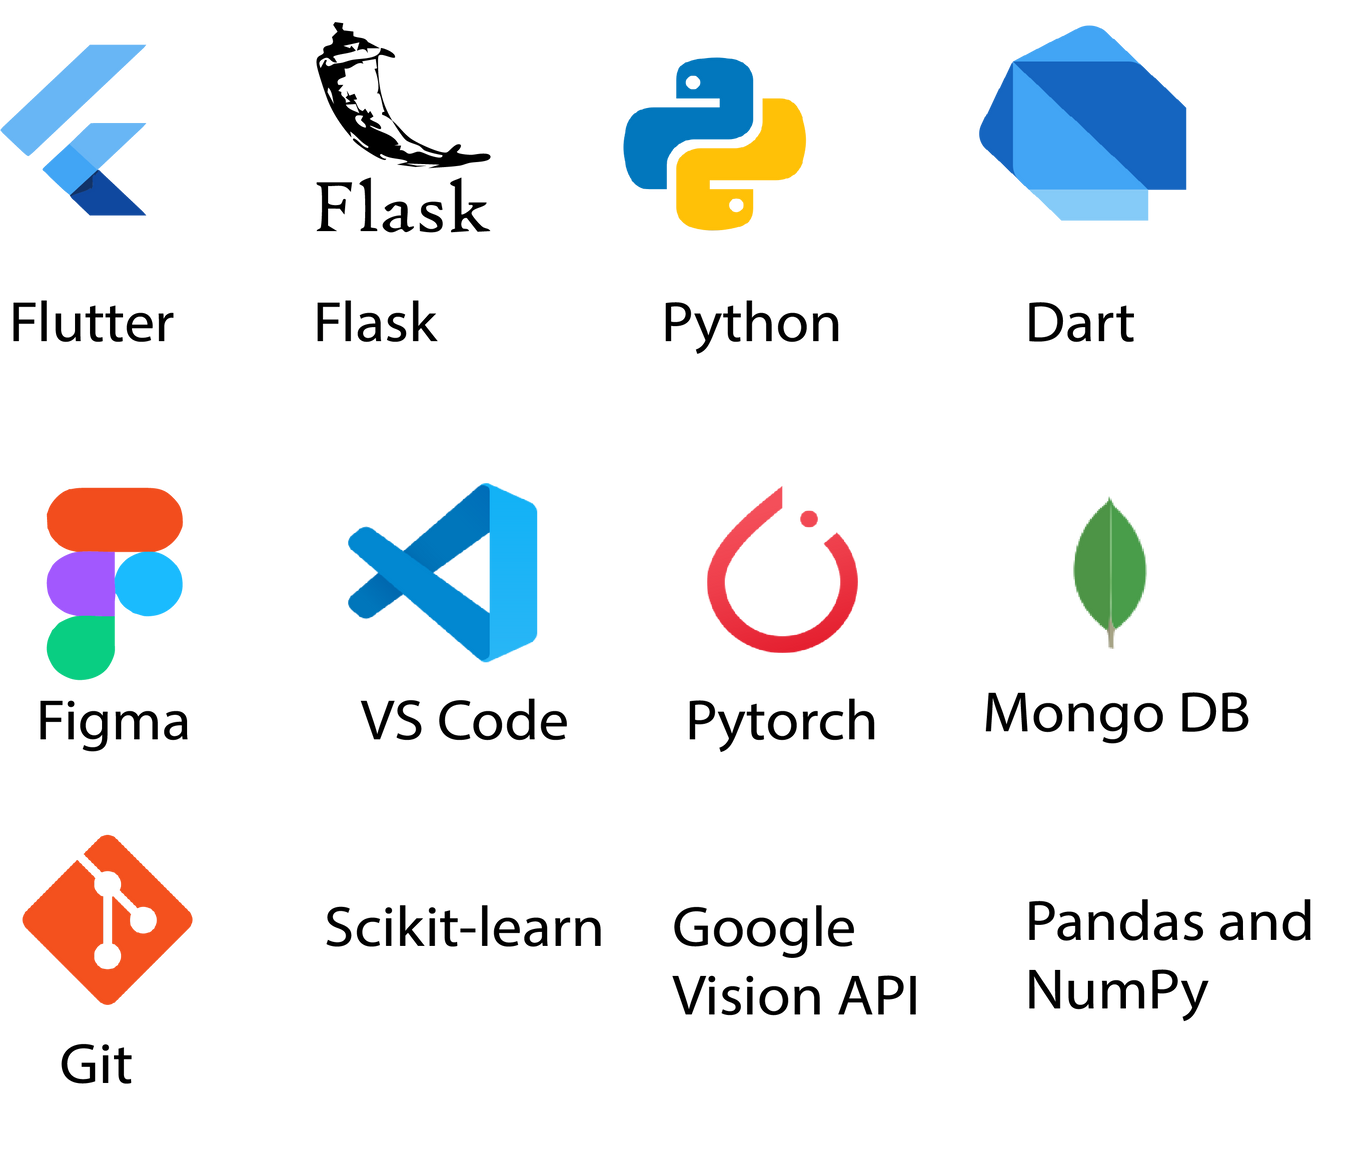 Flask
Flutter
Flask
Python
Dart
Figma
VS Code
Pytorch
Mongo DB
Git
Scikit-learn
Google
Vision API
Pandas and
NumPy